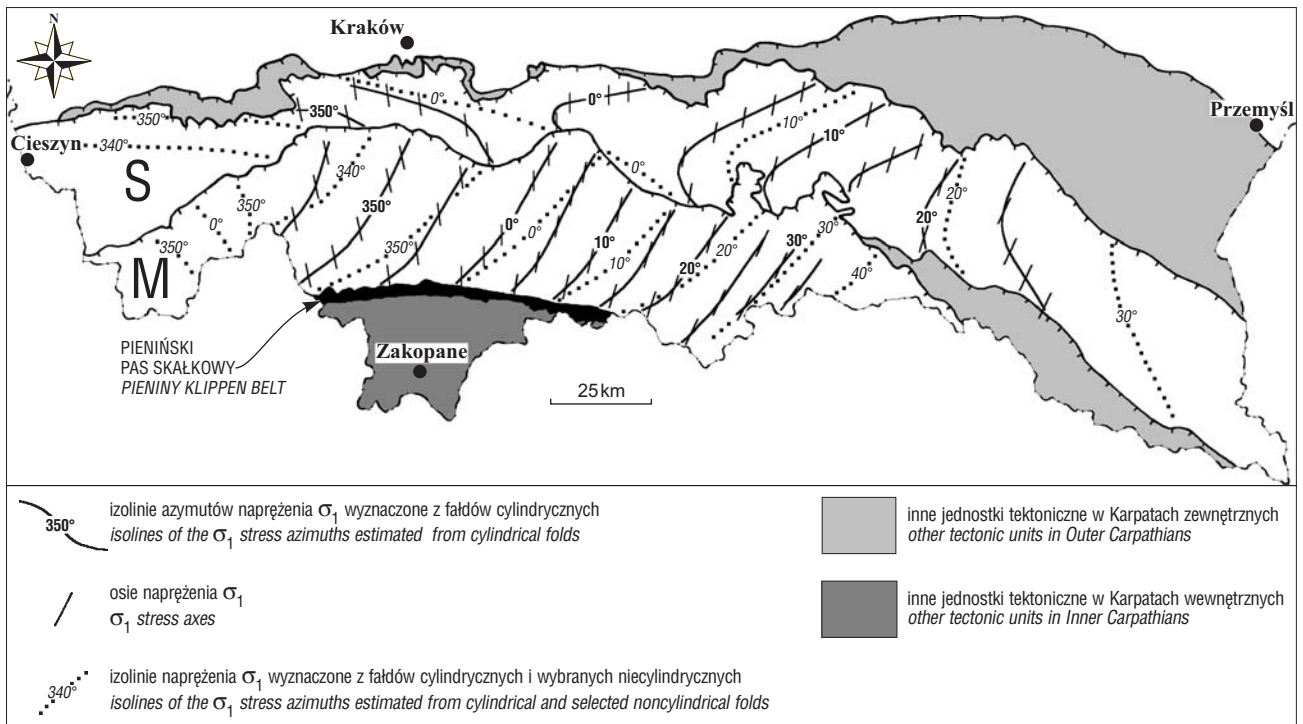 N
Kraków
Przemyśl
Cieszyn
S
M
350°
0°
0°
350°
340°
10°
10°
340°
0°
350°
350°
0°
350°
350°
0°
0°
10°
10°
20°
20°
30°
30°
40°
20°
20°
30°
PIENIŃSKI
PAS SKAŁKOWY
PIENINY KLIPPEN BELT
Zakopane
25 km
350°
izolinie azymutów naprężenia σ1 wyznaczone z fałdów cylindrycznych
isolines of the σ1 stress azimuths estimated from cylindrical folds
osie naprężenia σ1
σ1 stress axes
340°
izolinie naprężenia σ1 wyznaczone z fałdów cylindrycznych i wybranych niecylindrycznych
isolines of the σ1 stress azimuths estimated from cylindrical and selected noncylindrical folds
inne jednostki tektoniczne w Karpatach zewnętrznych
other tectonic units in Outer Carpathians
inne jednostki tektoniczne w Karpatach wewnętrznych
other tectonic units in Inner Carpathians